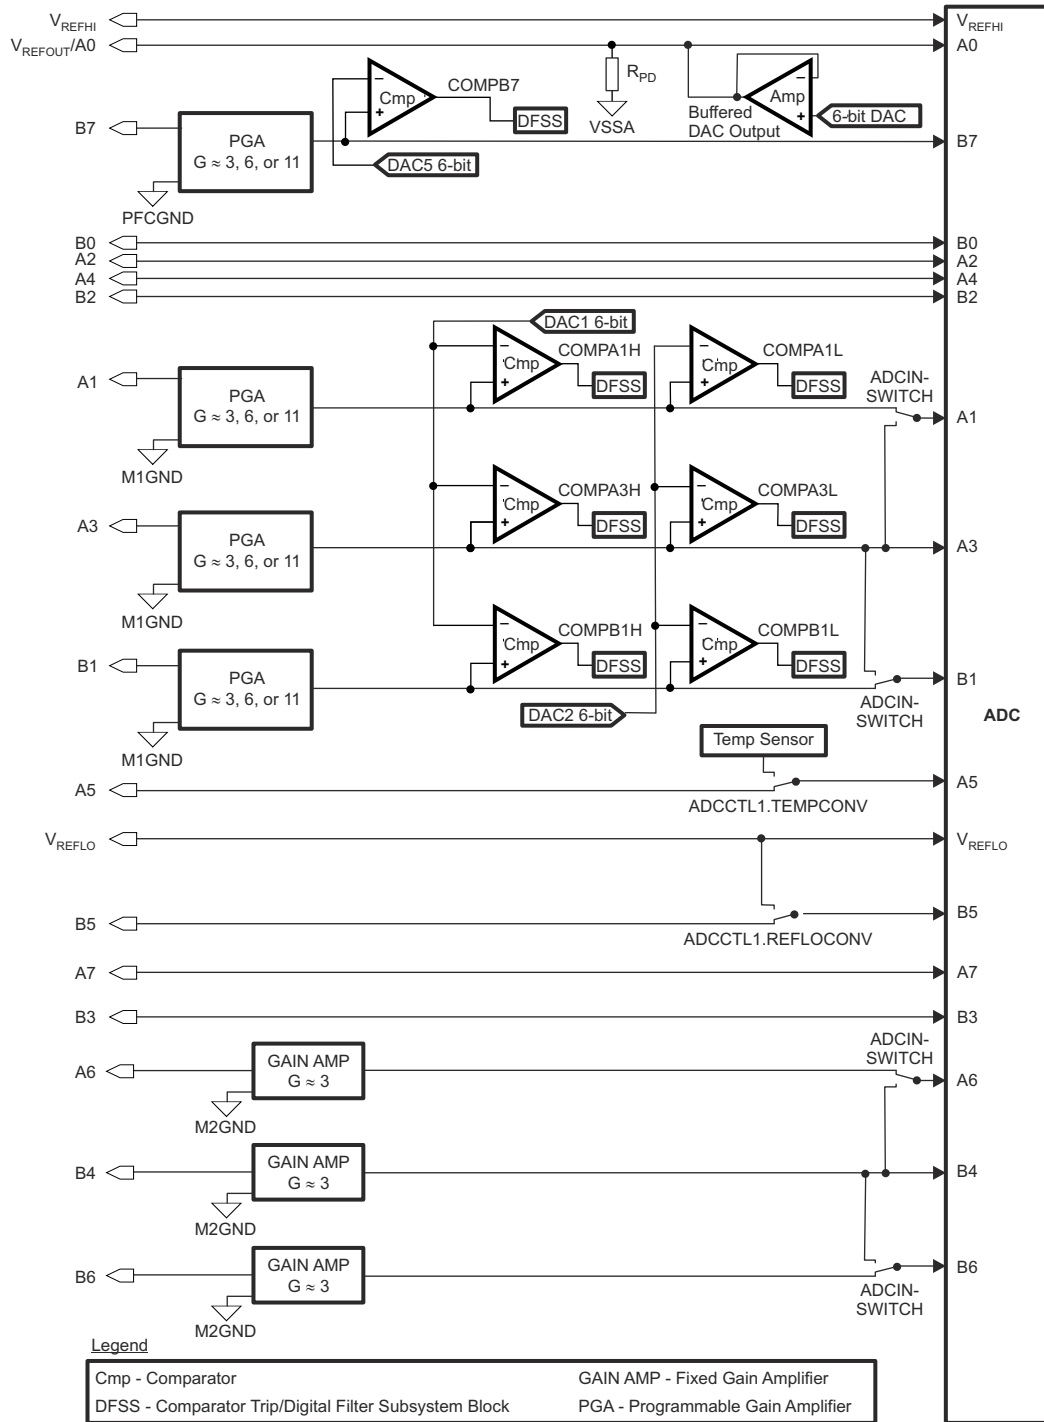 VREFHI
VREFHI
VREFOUT/A0
A0
RPD
COMPB7
Cmp
DFSS
Amp
Buffered
DAC Output
6-bit DAC
VSSA
B7
PGA
G ≈ 3, 6, or 11
DAC5 6-bit
B7
PFCGND
B0
B0
A2
A2
A4
A4
B2
B2
DAC1 6-bit
COMPA1H
COMPA1L
Cmp
Cmp
DFSS
DFSS
ADCIN-
SWITCH
A1
PGA
G ≈ 3, 6, or 11
A1
M1GND
COMPA3H
COMPA3L
Cmp
Cmp
DFSS
DFSS
A3
PGA
G ≈ 3, 6, or 11
A3
M1GND
COMPB1H
COMPB1L
Cmp
Cmp
DFSS
DFSS
B1
PGA
G ≈ 3, 6, or 11
B1
ADCIN-
SWITCH
DAC2 6-bit
ADC
M1GND
Temp Sensor
A5
A5
ADCCTL1.TEMPCONV
VREFLO
VREFLO
B5
B5
ADCCTL1.REFLOCONV
A7
A7
B3
B3
ADCIN-
SWITCH
A6
GAIN AMP
G ≈ 3
A6
M2GND
B4
GAIN AMP
G ≈ 3
B4
M2GND
B6
GAIN AMP
G ≈ 3
B6
ADCIN-
SWITCH
M2GND
Legend
Cmp - Comparator
GAIN AMP - Fixed Gain Amplifier
DFSS - Comparator Trip/Digital Filter Subsystem Block
PGA - Programmable Gain Amplifier